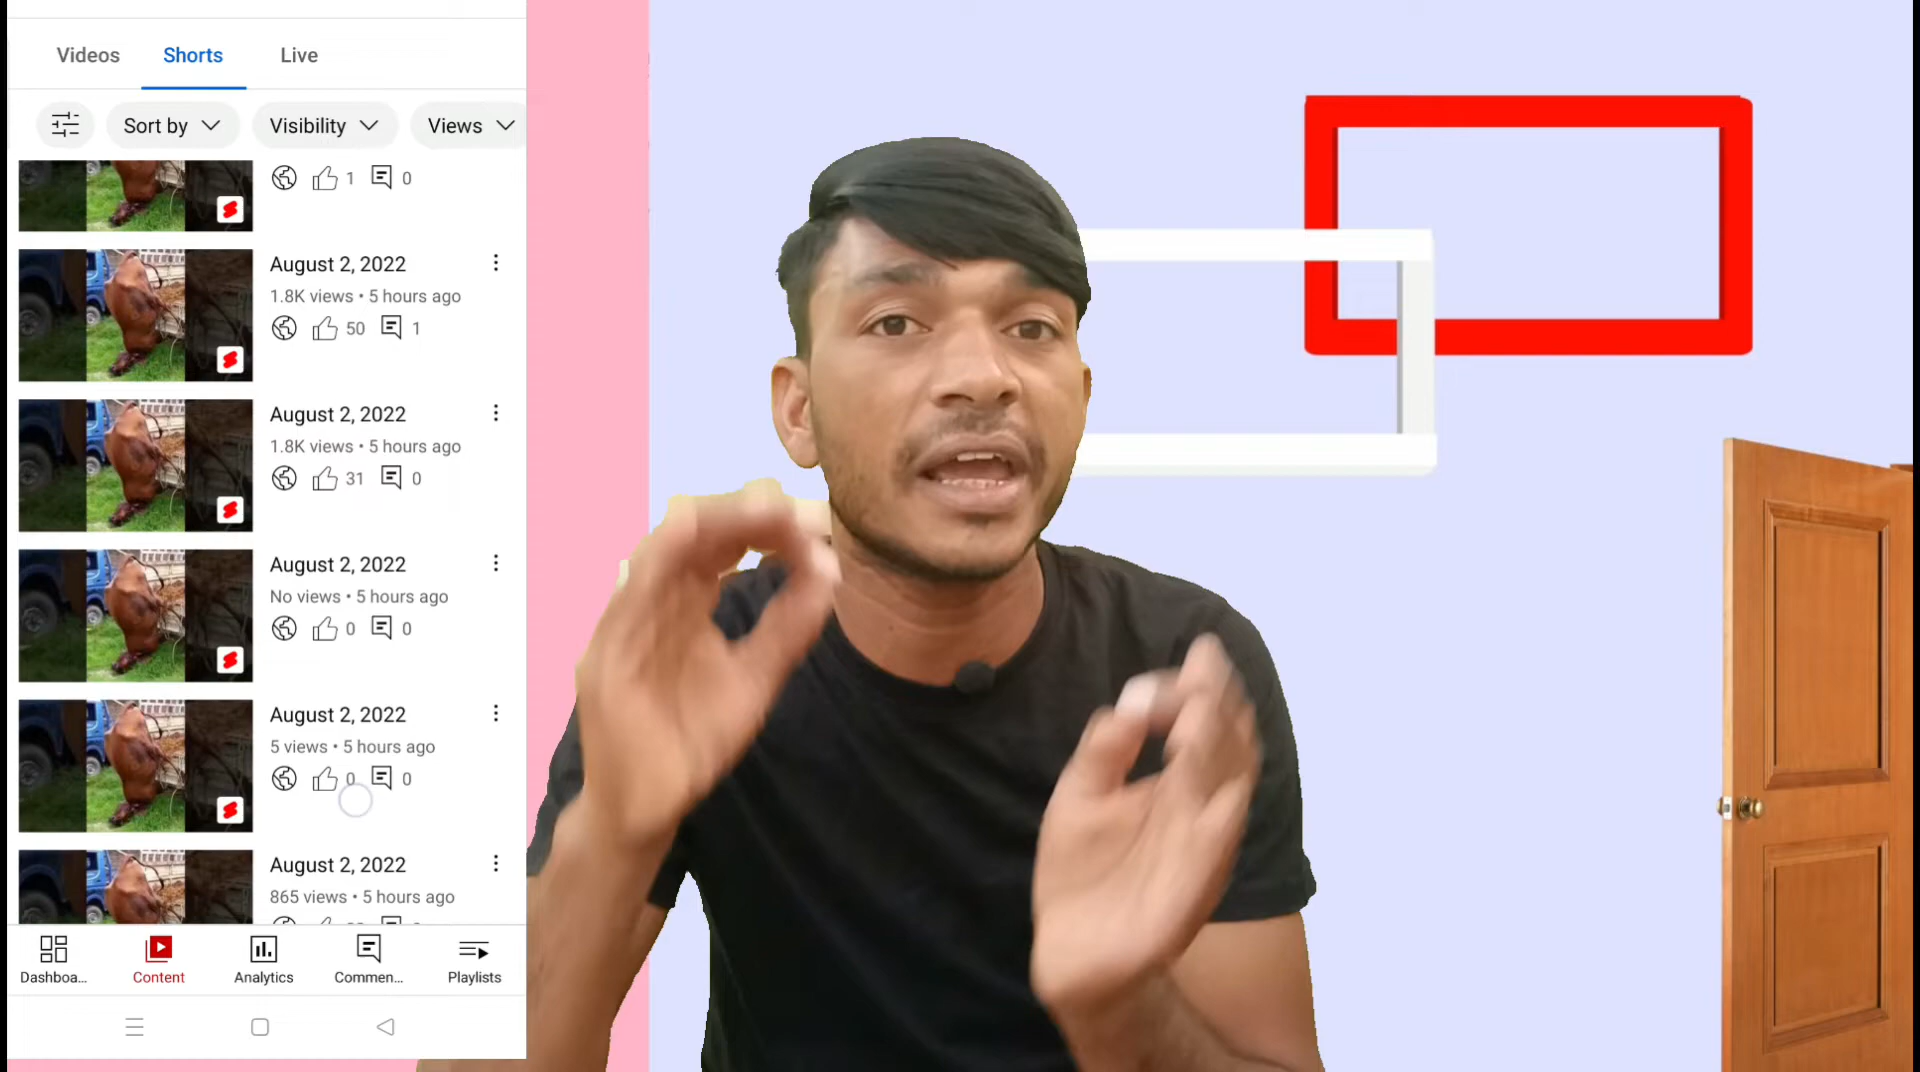 Videos Shorts Live
Sort by Visibility Views
1 0
August 2, 2022
1.8K views • 5 hours ago
50 1
August 2, 2022
1.8K views • 5 hours ago
31 0
August 2, 2022
No views • 5 hours ago
0 0
August 2, 2022
5 views • 5 hours ago
0 0
August 2, 2022
865 views • 5 hours ago
Dashboa... Content Analytics Commen... Playlists